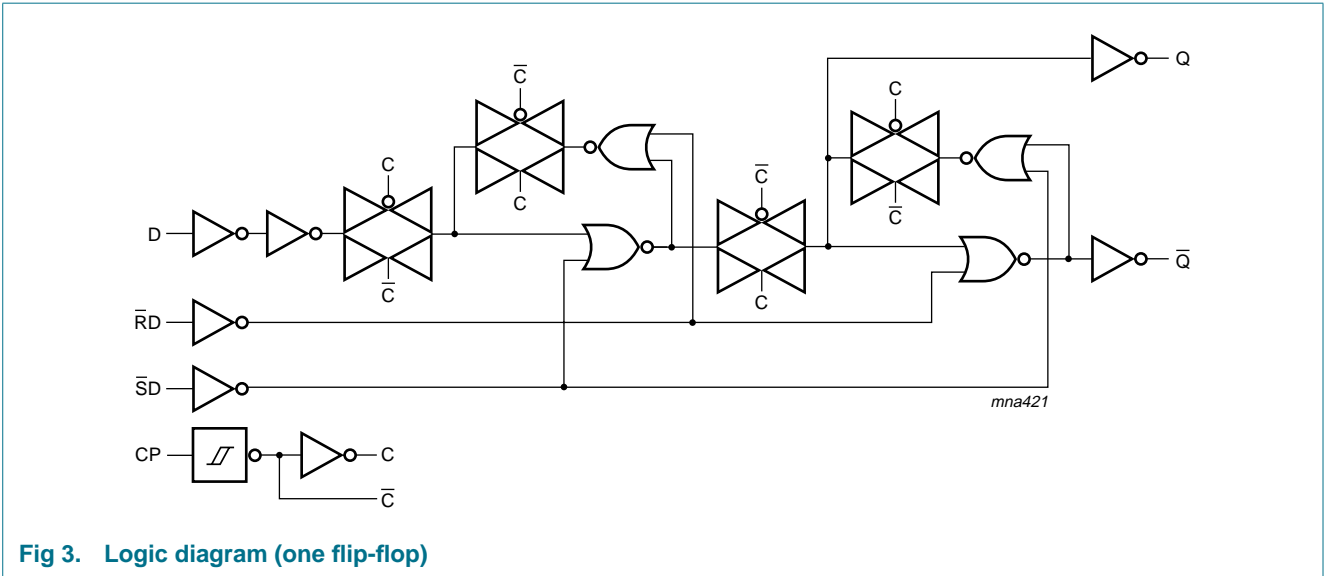 Q
C̅
C
C̅
C
C
C
D
C̅
C̅
C
Q̅
R̅D
S̅D
mna421
CP
C
C̅
Fig 3. Logic diagram (one flip-flop)